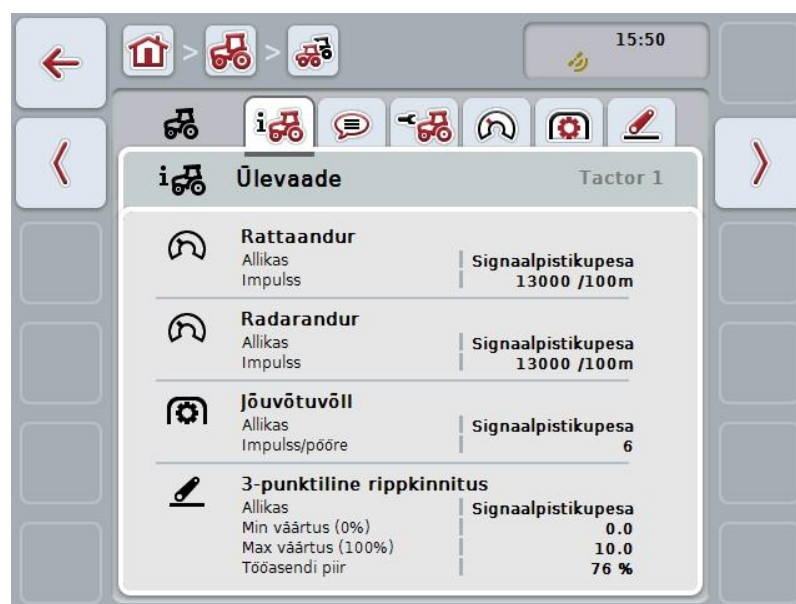 15:50
Ülevaade Tactor 1
Rattaandur
Allikas Signaalpistikupesa
Impulss 13000 /100m
Radarandur
Allikas Signaalpistikupesa
Impulss 13000 /100m
Jõuvõtuvõll
Allikas Signaalpistikupesa
Impulss/pööre 6
3-punktiline rippkinnitus
Allikas Signaalpistikupesa
Min väärtus (0%) 0.0
Max väärtus (100%) 10.0
Tööasendi piir 76 %